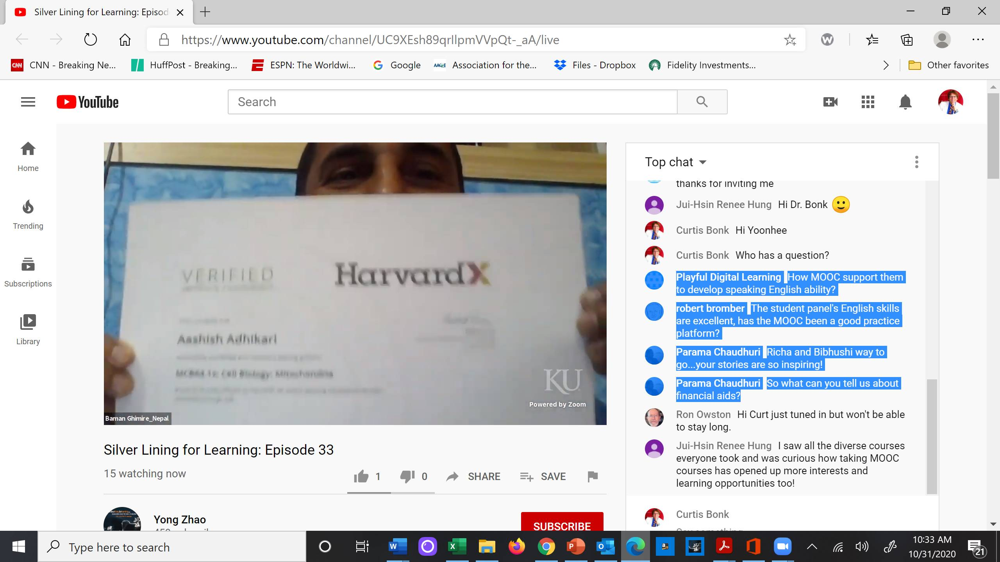 Silver Lining for Learning: Episod
https://www.youtube.com/channel/UC9XEsh89qrIlpmVVpQt-_aA/live
W
CNN
CNN - Breaking Ne...
HuffPost - Breaking...
ESPN: The Worldwi...
Google
AACE
Association for the...
Files - Dropbox
Fidelity Investments...
Other favorites
YouTube
Search
Home
Trending
Subscriptions
Library
VERIFIED
HarvardX
Aashish Adhikari
Cell Biology: Mitochondria
KU
Powered by Zoom
Baman Ghimire_Nepal
Silver Lining for Learning: Episode 33
15 watching now
1
0
SHARE
SAVE
Yong Zhao
SUBSCRIBE
Top chat
thanks for inviting me
Jui-Hsin Renee Hung Hi Dr. Bonk
Curtis Bonk Hi Yoonhee
Curtis Bonk Who has a question?
Playful Digital Learning How MOOC support them
to develop speaking English ability?
robert bromber The student panel's English skills
are excellent, has the MOOC been a good practice
platform?
Parama Chaudhuri Richa and Bibhushi way to
go...your stories are so inspiring!
Parama Chaudhuri So what can you tell us about
financial aids?
Ron Owston Hi Curt just tuned in but won't be able
to stay long.
Jui-Hsin Renee Hung I saw all the diverse courses
everyone took and was curious how taking MOOC
courses has opened up more interests and
learning opportunities too!
Curtis Bonk
Type here to search
10:33 AM
10/31/2020
21